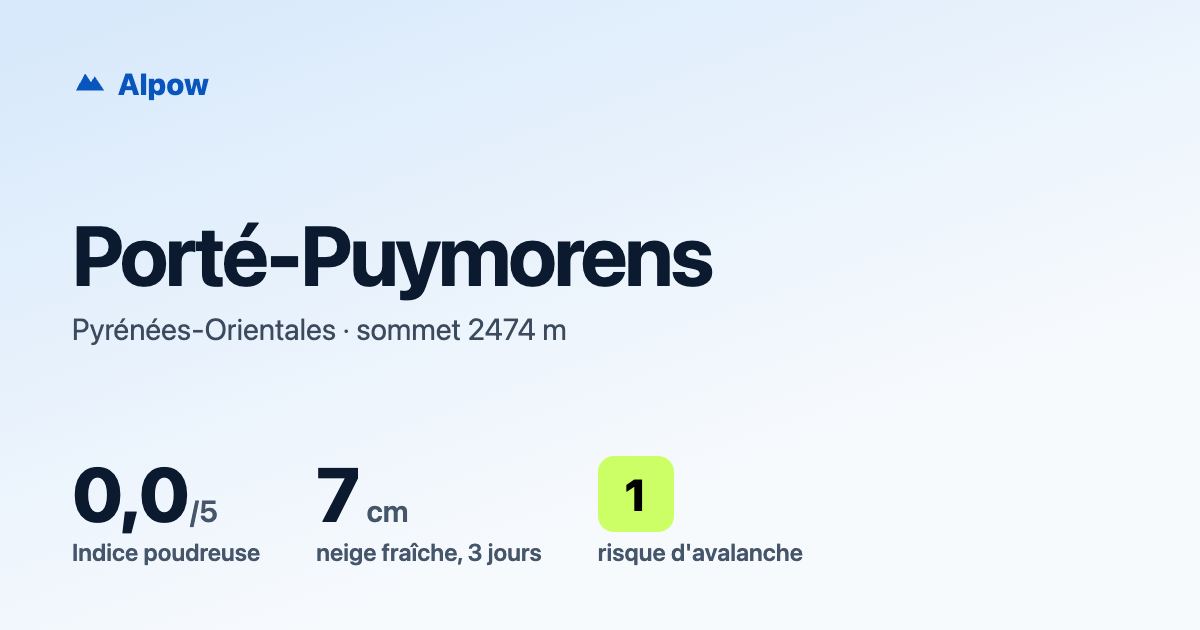 Alpow
Porté-Puymorens
Pyrénées-Orientales · sommet 2474 m
0,0/5
Indice poudreuse
7 cm
neige fraîche, 3 jours
1
risque d'avalanche